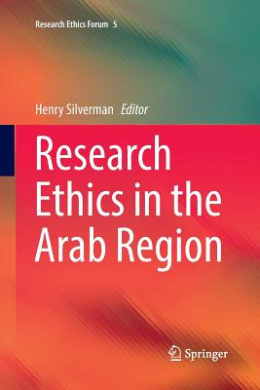 Research Ethics Forum 5
Henry Silverman Editor
Research
Ethics in the
Arab Region
Springer